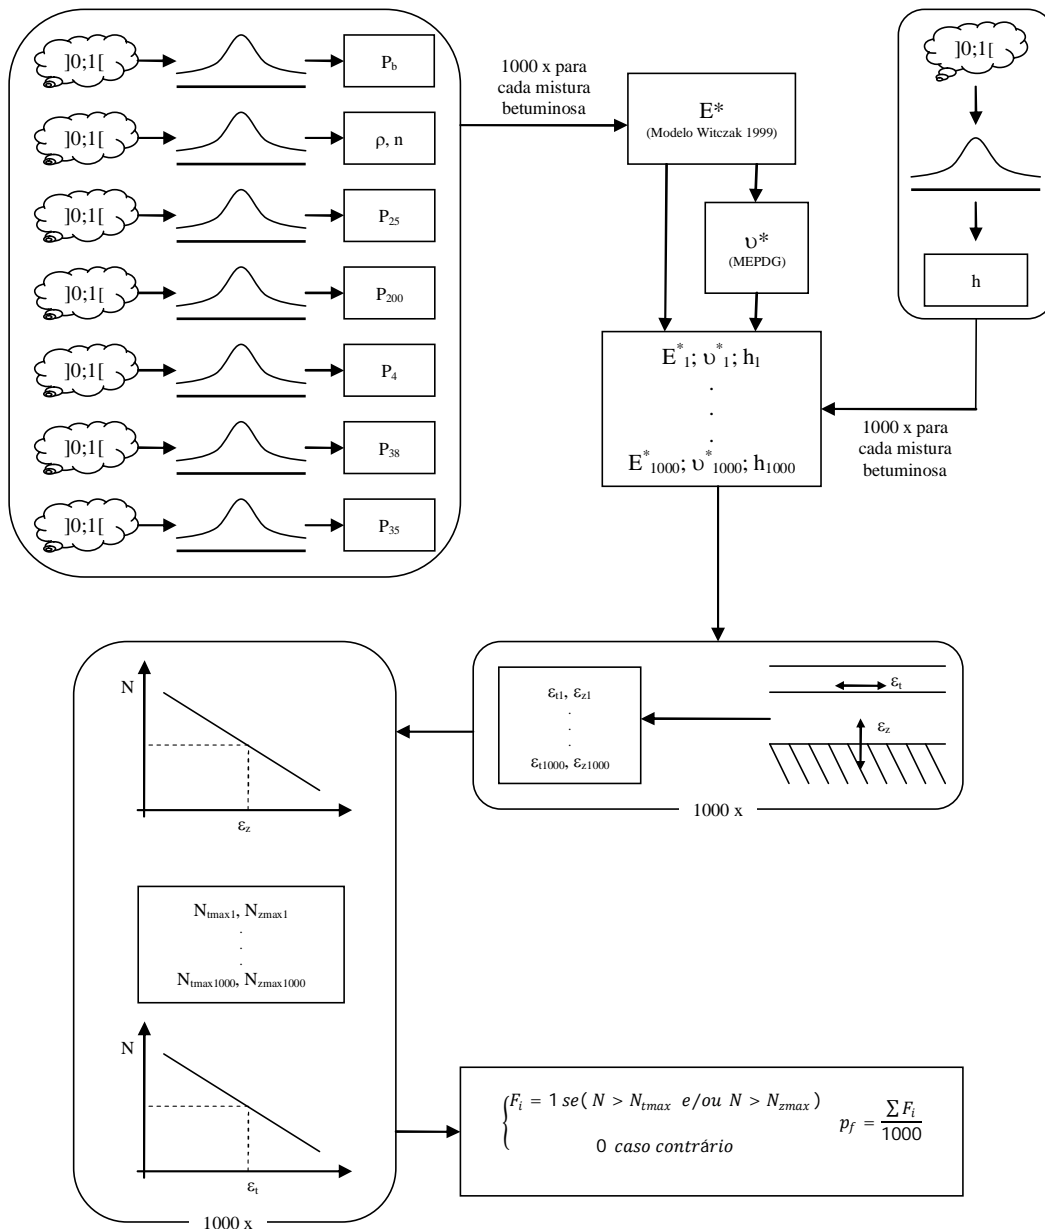 ]0;1[
P_b
]0;1[
ρ, n
]0;1[
P_25
]0;1[
P_200
]0;1[
P_4
]0;1[
P_38
]0;1[
P_35
1000 x para
cada mistura
betuminosa
E*
(Modelo Witczak 1999)
υ*
(MEPDG)
]0;1[
h
E*_1; υ*_1; h_1
.
.
.
E*_1000; υ*_1000; h_1000
1000 x para
cada mistura
betuminosa
ε_t1, ε_z1
.
.
.
ε_t1000, ε_z1000
ε_t
ε_z
1000 x
N
ε_z
N_tmax1, N_zmax1
.
.
.
N_tmax1000, N_zmax1000
N
ε_t
1000 x
{F_i = 1 se( N > N_tmax e/ou N > N_zmax)
0 caso contrário
p_f = ∑ F_i / 1000